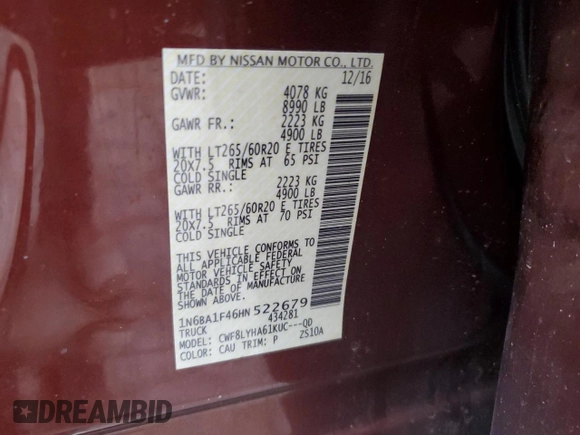 MFD BY NISSAN MOTOR CO., LTD.
DATE: 12/16
GVWR: 4078 KG
8990 LB
GAWR FR.: 2223 KG
4900 LB
WITH LT265/60R20 E TIRES
20X7.5 RIMS AT 65 PSI
COLD SINGLE
GAWR RR.: 2223 KG
4900 LB
WITH LT265/60R20 E TIRES
20X7.5 RIMS AT 70 PSI
COLD SINGLE
THIS VEHICLE CONFORMS TO
ALL APPLICABLE FEDERAL
MOTOR VEHICLE SAFETY
STANDARDS IN EFFECT ON
THE DATE OF MANUFACTURE
SHOWN ABOVE.
1N6BA1F46HN522679
TRUCK 434281
MODEL: CWF8LYHA61KUC---QD
COLOR: CAU TRIM: P ZS10A
DREAMBID